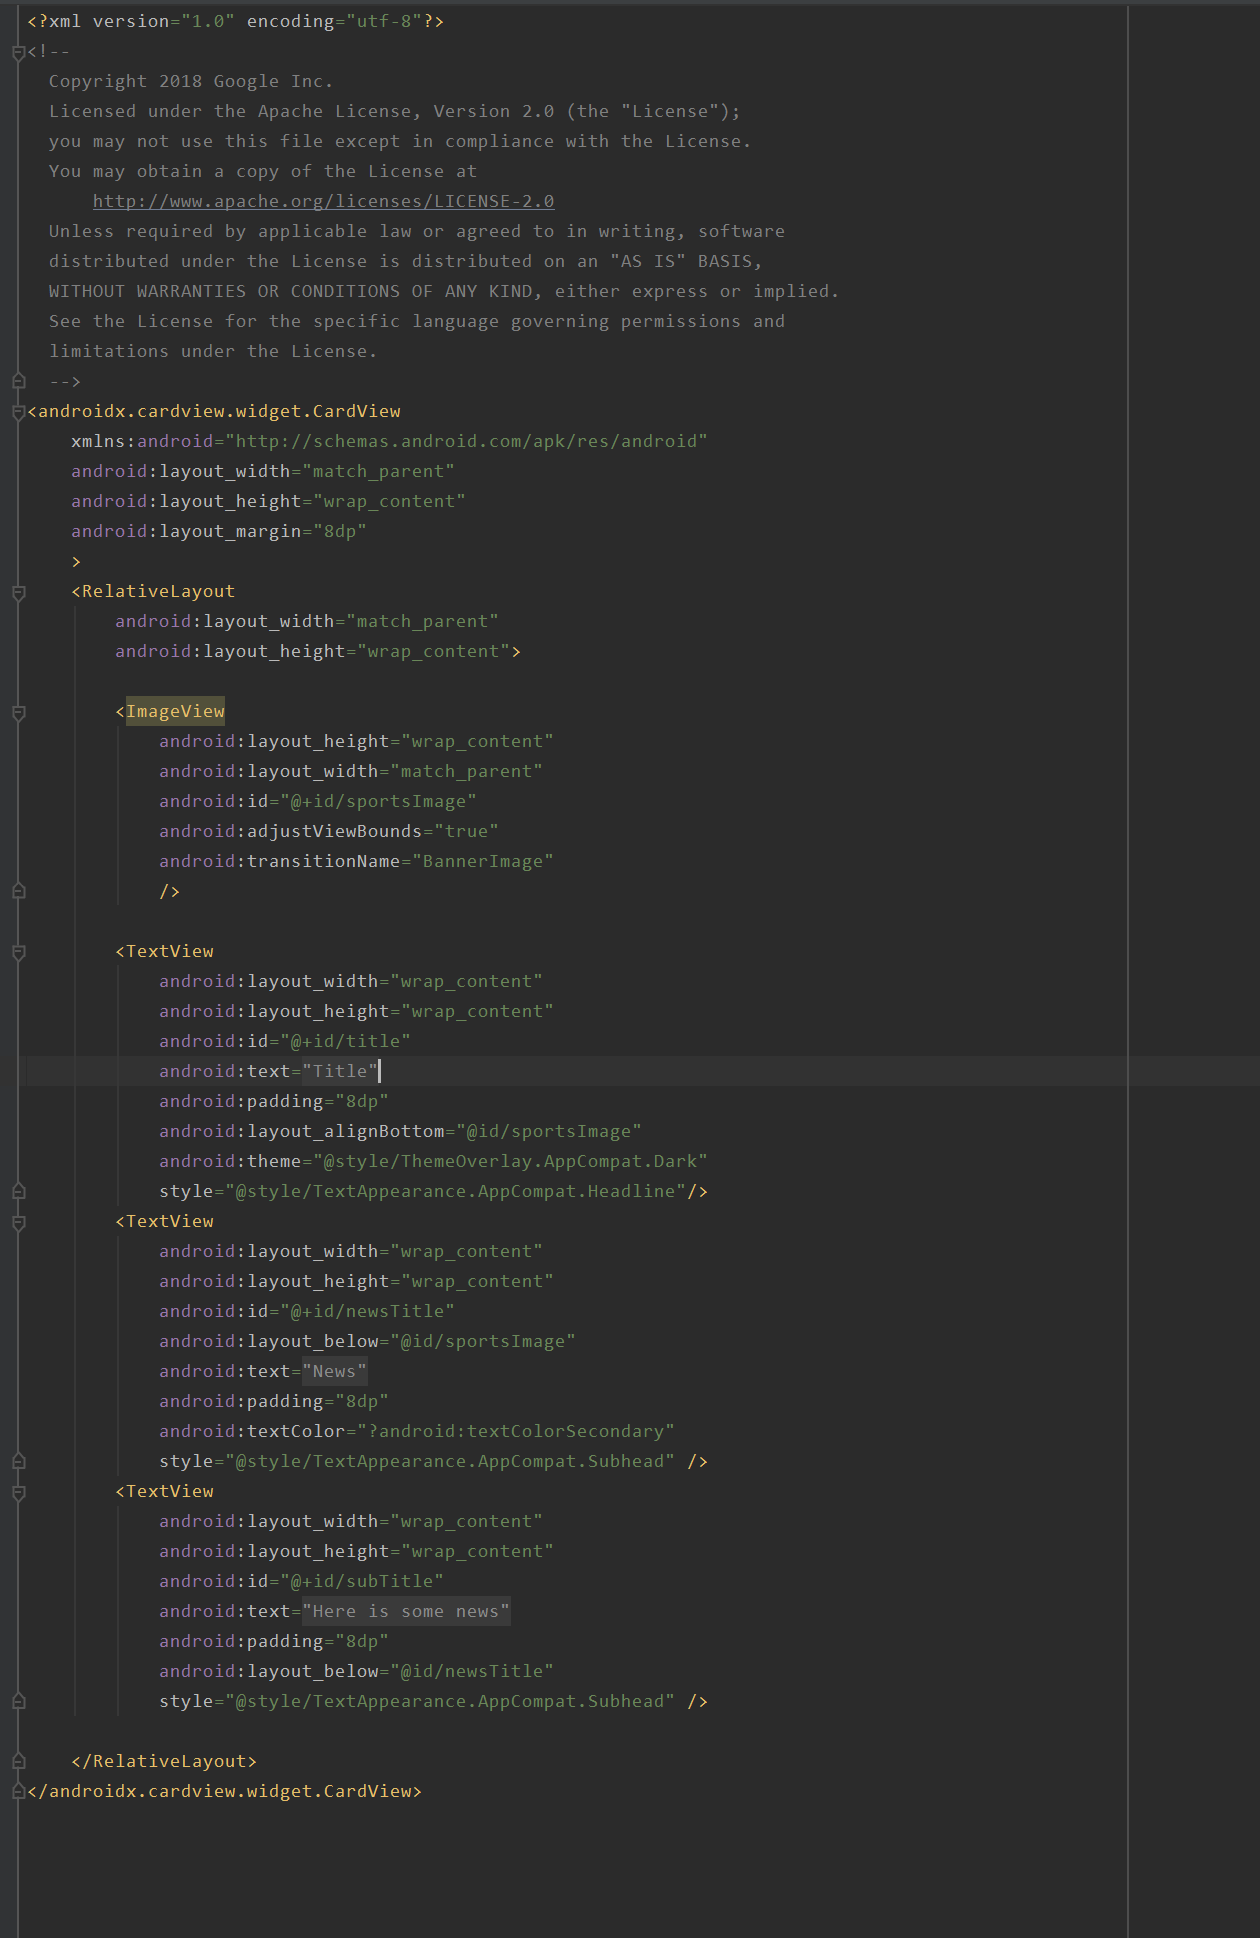 <?xml version="1.0" encoding="utf-8"?>
<!--
  Copyright 2018 Google Inc.
  Licensed under the Apache License, Version 2.0 (the "License");
  you may not use this file except in compliance with the License.
  You may obtain a copy of the License at
      http://www.apache.org/licenses/LICENSE-2.0
  Unless required by applicable law or agreed to in writing, software
  distributed under the License is distributed on an "AS IS" BASIS,
  WITHOUT WARRANTIES OR CONDITIONS OF ANY KIND, either express or implied.
  See the License for the specific language governing permissions and
  limitations under the License.
  -->
<androidx.cardview.widget.CardView
    xmlns:android="http://schemas.android.com/apk/res/android"
    android:layout_width="match_parent"
    android:layout_height="wrap_content"
    android:layout_margin="8dp"
    >
    <RelativeLayout
        android:layout_width="match_parent"
        android:layout_height="wrap_content">

        <ImageView
            android:layout_height="wrap_content"
            android:layout_width="match_parent"
            android:id="@+id/sportsImage"
            android:adjustViewBounds="true"
            android:transitionName="BannerImage"
            />

        <TextView
            android:layout_width="wrap_content"
            android:layout_height="wrap_content"
            android:id="@+id/title"
            android:text="Title"
            android:padding="8dp"
            android:layout_alignBottom="@id/sportsImage"
            android:theme="@style/ThemeOverlay.AppCompat.Dark"
            style="@style/TextAppearance.AppCompat.Headline"/>
        <TextView
            android:layout_width="wrap_content"
            android:layout_height="wrap_content"
            android:id="@+id/newsTitle"
            android:layout_below="@id/sportsImage"
            android:text="News"
            android:padding="8dp"
            android:textColor="?android:textColorSecondary"
            style="@style/TextAppearance.AppCompat.Subhead" />
        <TextView
            android:layout_width="wrap_content"
            android:layout_height="wrap_content"
            android:id="@+id/subTitle"
            android:text="Here is some news"
            android:padding="8dp"
            android:layout_below="@id/newsTitle"
            style="@style/TextAppearance.AppCompat.Subhead" />

    </RelativeLayout>
</androidx.cardview.widget.CardView>